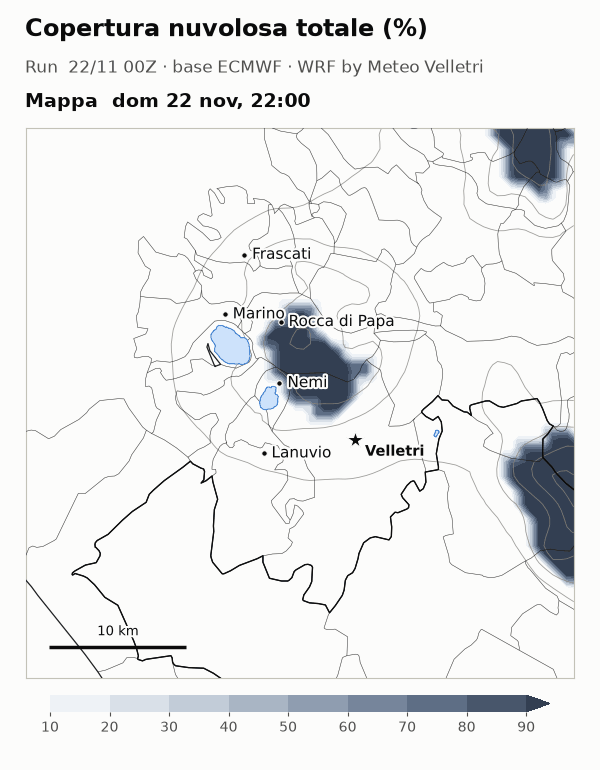 Copertura nuvolosa totale (%)
Run 22/11 00Z · base ECMWF · WRF by Meteo Velletri
Mappa dom 22 nov, 22:00
Frascati
Marino
Rocca di Papa
Nemi
Velletri
Lanuvio
10 km
10 20 30 40 50 60 70 80 90